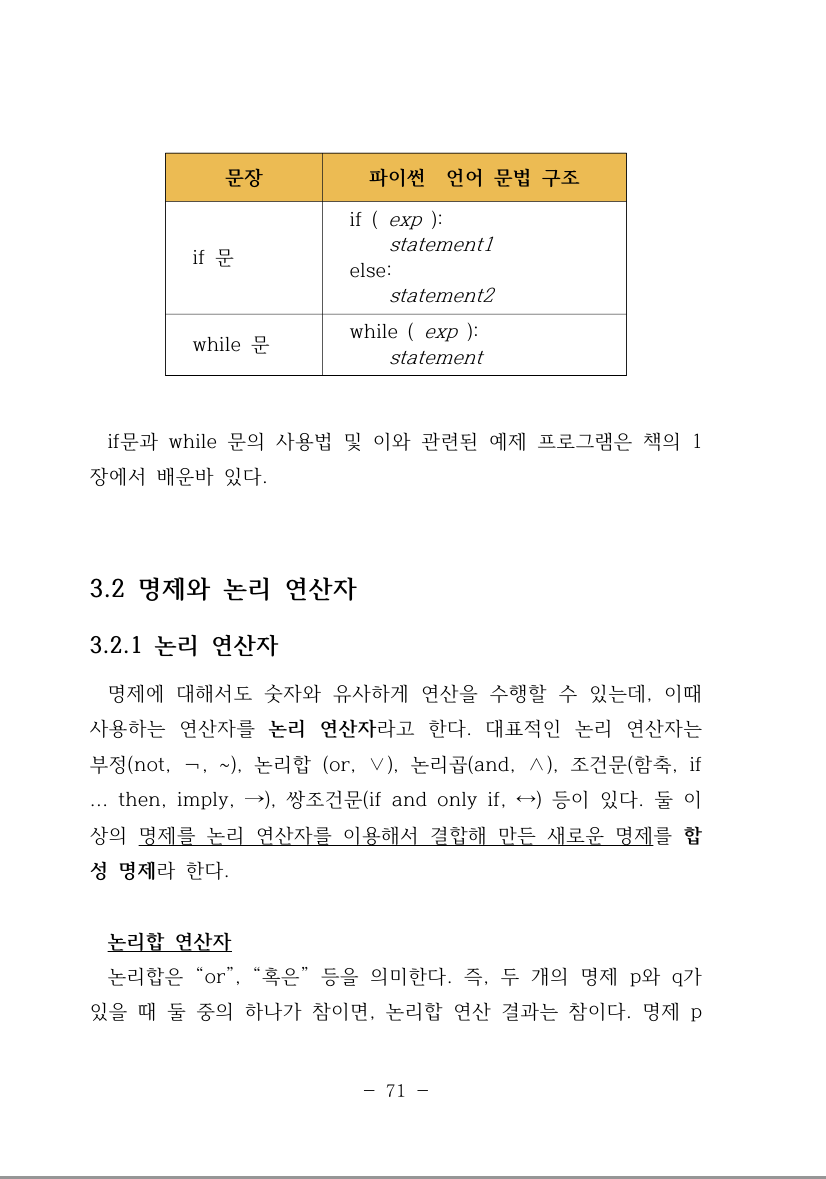 문장
파이썬 언어 문법 구조
if 문
if ( exp ):
statement1
else:
statement2
while 문
while ( exp ):
statement
if문과 while 문의 사용법 및 이와 관련된 예제 프로그램은 책의 1
장에서 배운바 있다.
3.2 명제와 논리 연산자
3.2.1 논리 연산자
명제에 대해서도 숫자와 유사하게 연산을 수행할 수 있는데, 이때
사용하는 연산자를 논리 연산자라고 한다. 대표적인 논리 연산자는
부정(not, ¬, ~), 논리합 (or, ∨), 논리곱(and, ∧), 조건문(함축, if
... then, imply, →), 쌍조건문(if and only if, ↔) 등이 있다. 둘 이
상의 명제를 논리 연산자를 이용해서 결합해 만든 새로운 명제를 합
성 명제라 한다.
논리합 연산자
논리합은 “or”, “혹은” 등을 의미한다. 즉, 두 개의 명제 p와 q가
있을 때 둘 중의 하나가 참이면, 논리합 연산 결과는 참이다. 명제 p
- 71 -